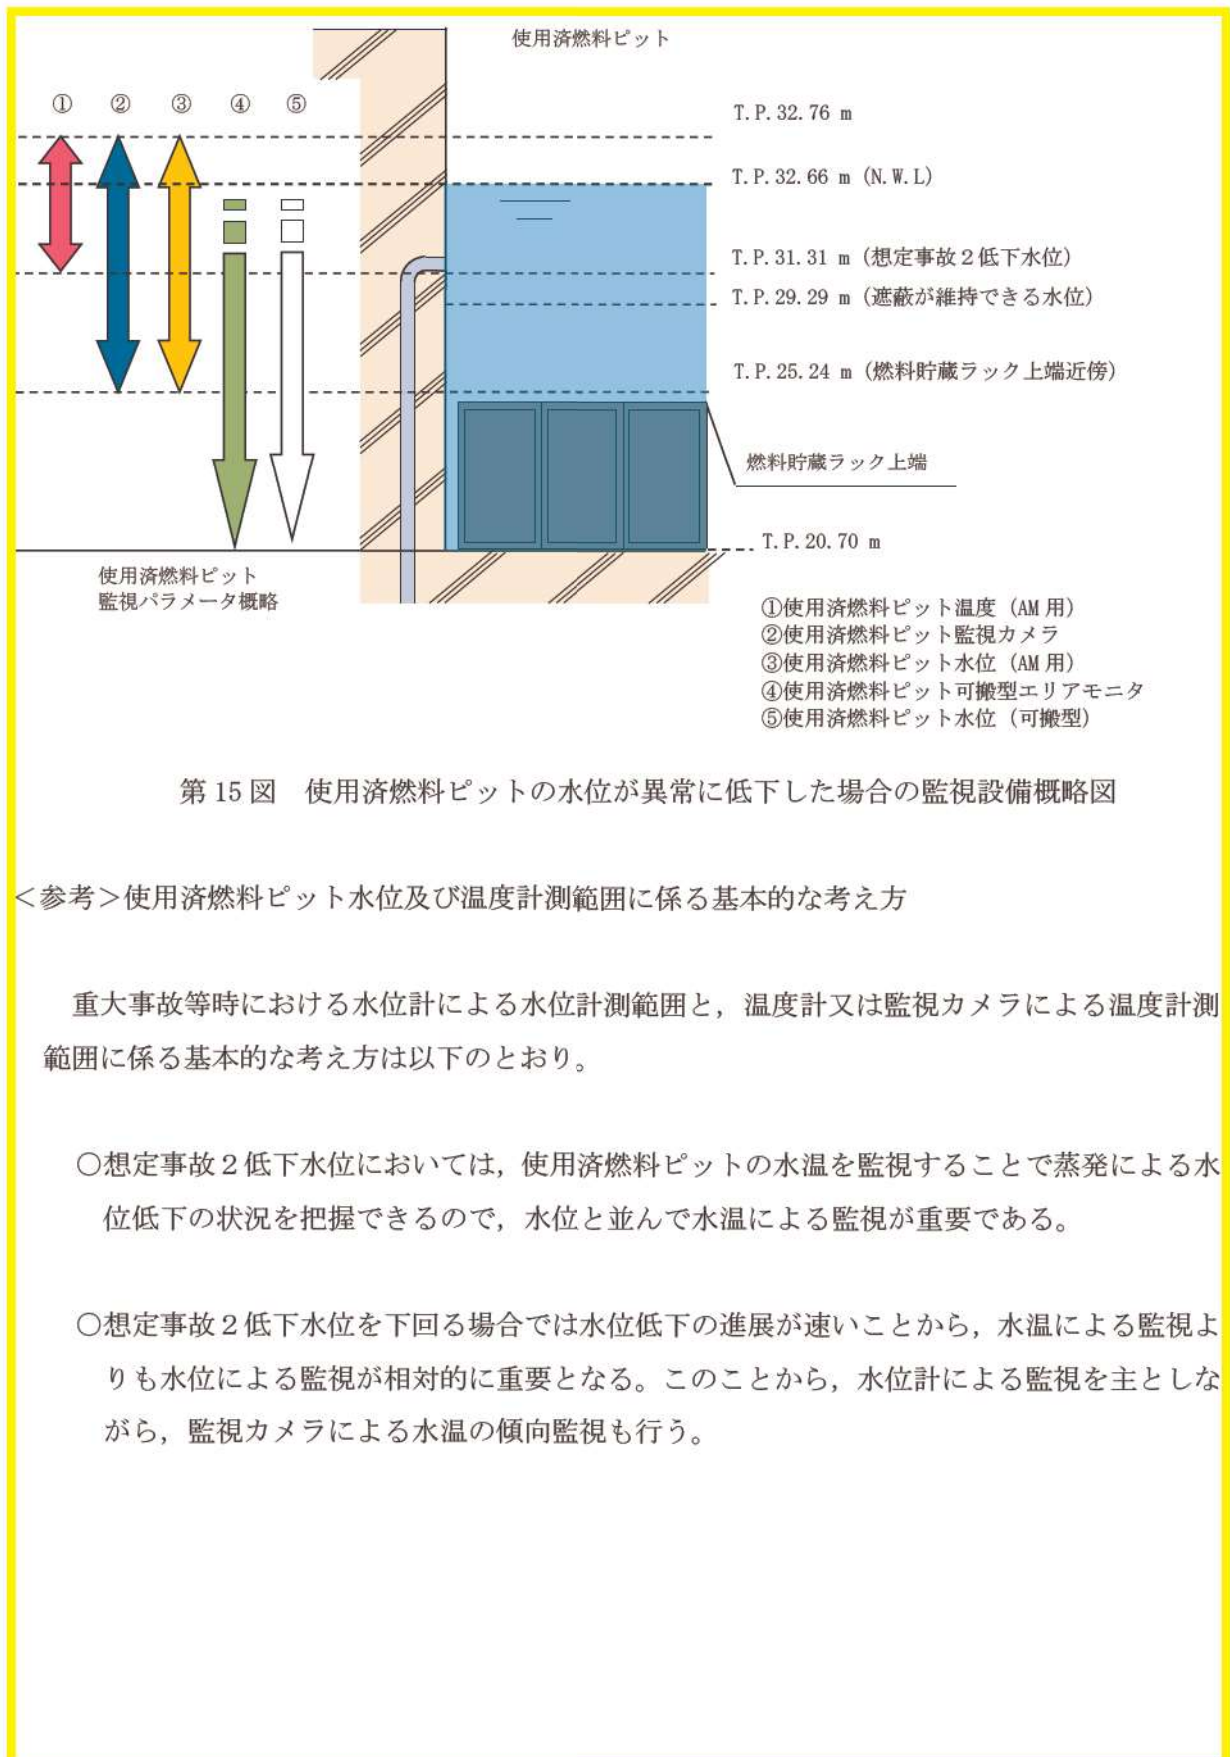 使用済燃料ピット
① ② ③ ④ ⑤
T.P.32.76 m
T.P.32.66 m (N.W.L)
T.P.31.31 m (想定事故2低下水位)
T.P.29.29 m (遮蔽が維持できる水位)
T.P.25.24 m (燃料貯蔵ラック上端近傍)
燃料貯蔵ラック上端
T.P.20.70 m
使用済燃料ピット
監視パラメータ概略
①使用済燃料ピット温度 (AM 用)
②使用済燃料ピット監視カメラ
③使用済燃料ピット水位 (AM 用)
④使用済燃料ピット可搬型エリアモニタ
⑤使用済燃料ピット水位 (可搬型)
第 15 図　使用済燃料ピットの水位が異常に低下した場合の監視設備概略図
＜参考＞使用済燃料ピット水位及び温度計測範囲に係る基本的な考え方
重大事故等時における水位計による水位計測範囲と，温度計又は監視カメラによる温度計測
範囲に係る基本的な考え方は以下のとおり。
○想定事故２低下水位においては，使用済燃料ピットの水温を監視することで蒸発による水
位低下の状況を把握できるので，水位と並んで水温による監視が重要である。
○想定事故２低下水位を下回る場合では水位低下の進展が速いことから，水温による監視よ
りも水位による監視が相対的に重要となる。このことから，水位計による監視を主としな
がら，監視カメラによる水温の傾向監視も行う。